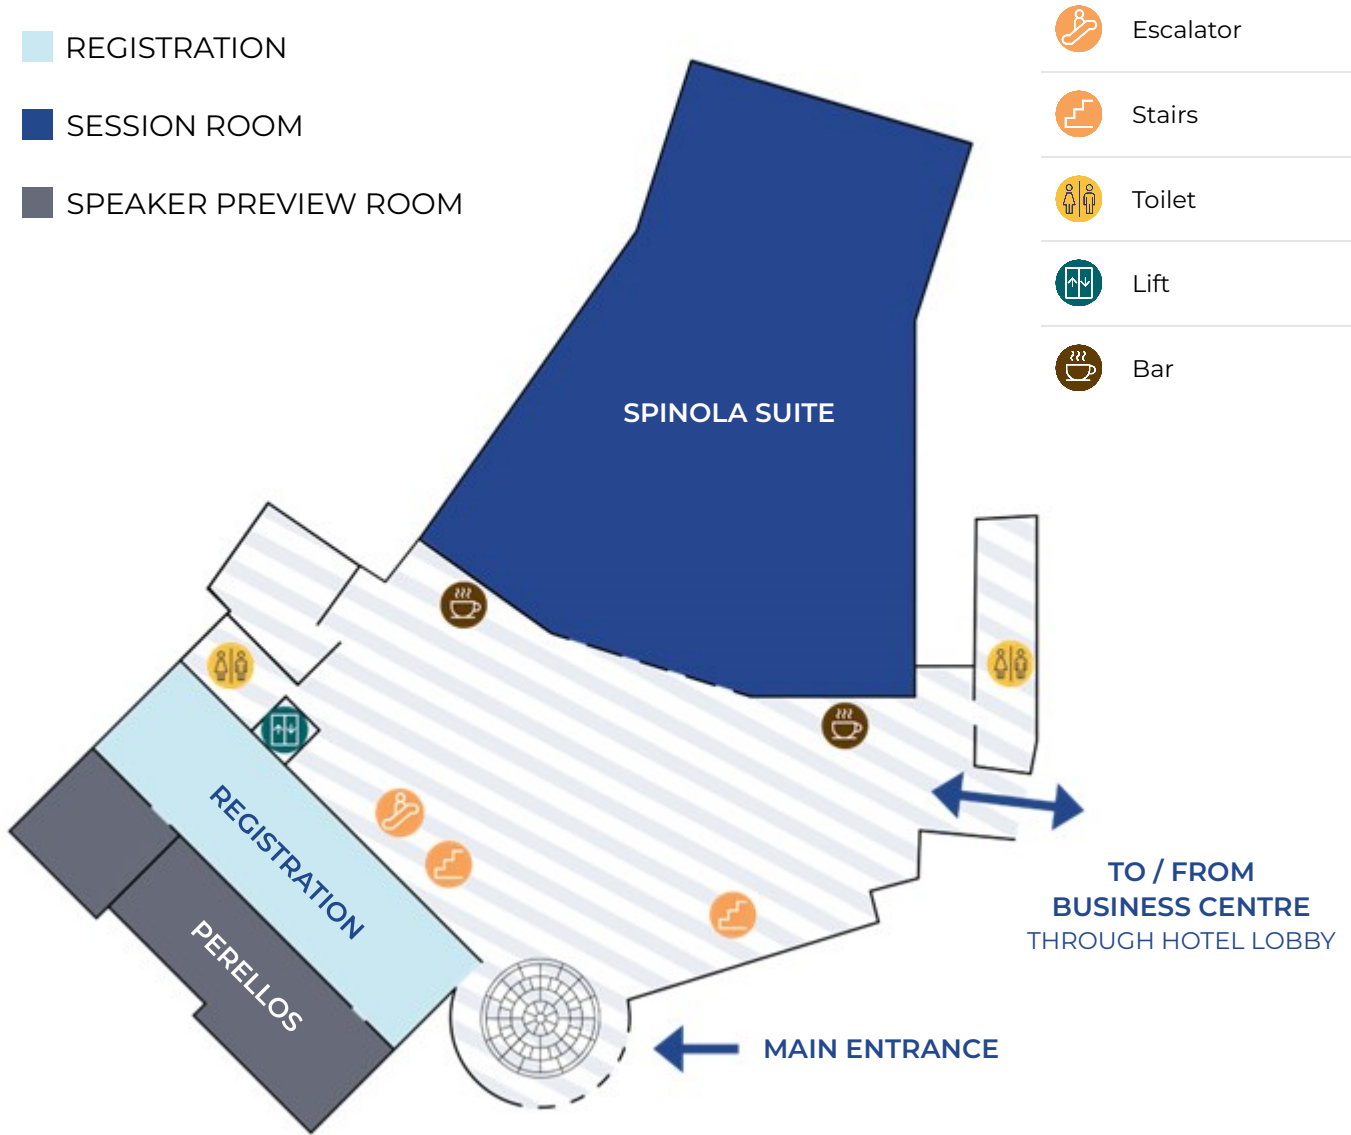 REGISTRATION
SESSION ROOM
SPEAKER PREVIEW ROOM
Escalator
Stairs
Toilet
Lift
Bar
SPINOLA SUITE
REGISTRATION
PERELLOS
TO / FROM
BUSINESS CENTRE
THROUGH HOTEL LOBBY
MAIN ENTRANCE